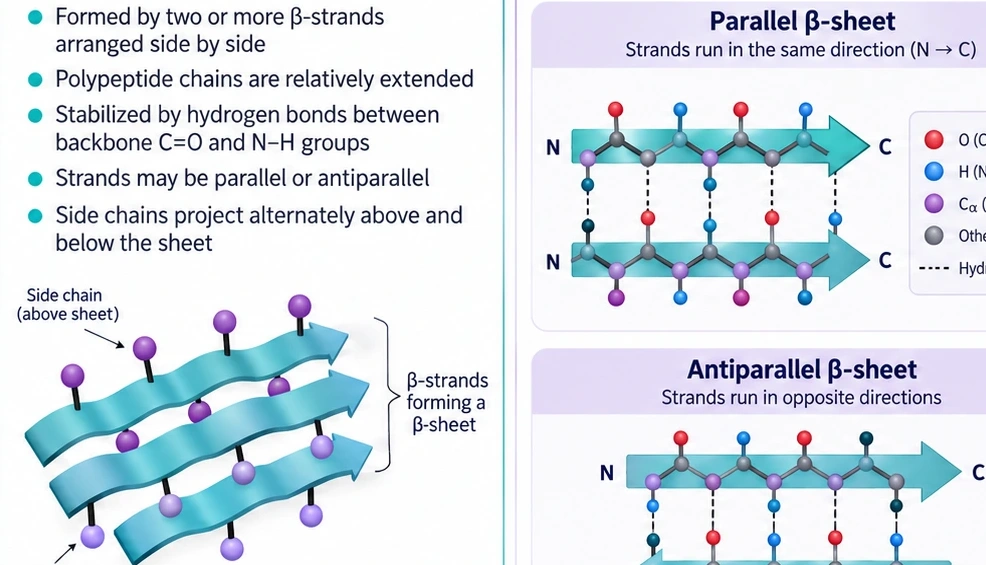 Formed by two or more β-strands
arranged side by side
Polypeptide chains are relatively extended
Stabilized by hydrogen bonds between
backbone C=O and N–H groups
Strands may be parallel or antiparallel
Side chains project alternately above and
below the sheet
Side chain
(above sheet)
β-strands
forming a
β-sheet
Parallel β-sheet
Strands run in the same direction (N → C)
N
C
N
C
O (C
H (N
Cα (
Hydr
Antiparallel β-sheet
Strands run in opposite directions
N
C